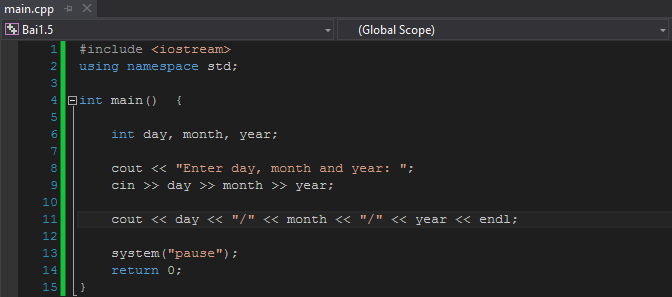 main.cpp
Bai1.5 (Global Scope)
1 #include <iostream>
2 using namespace std;
3
4 int main()  {
5
6     int day, month, year;
7
8     cout << "Enter day, month and year: ";
9     cin >> day >> month >> year;
10
11     cout << day << "/" << month << "/" << year << endl;
12
13     system("pause");
14     return 0;
15 }